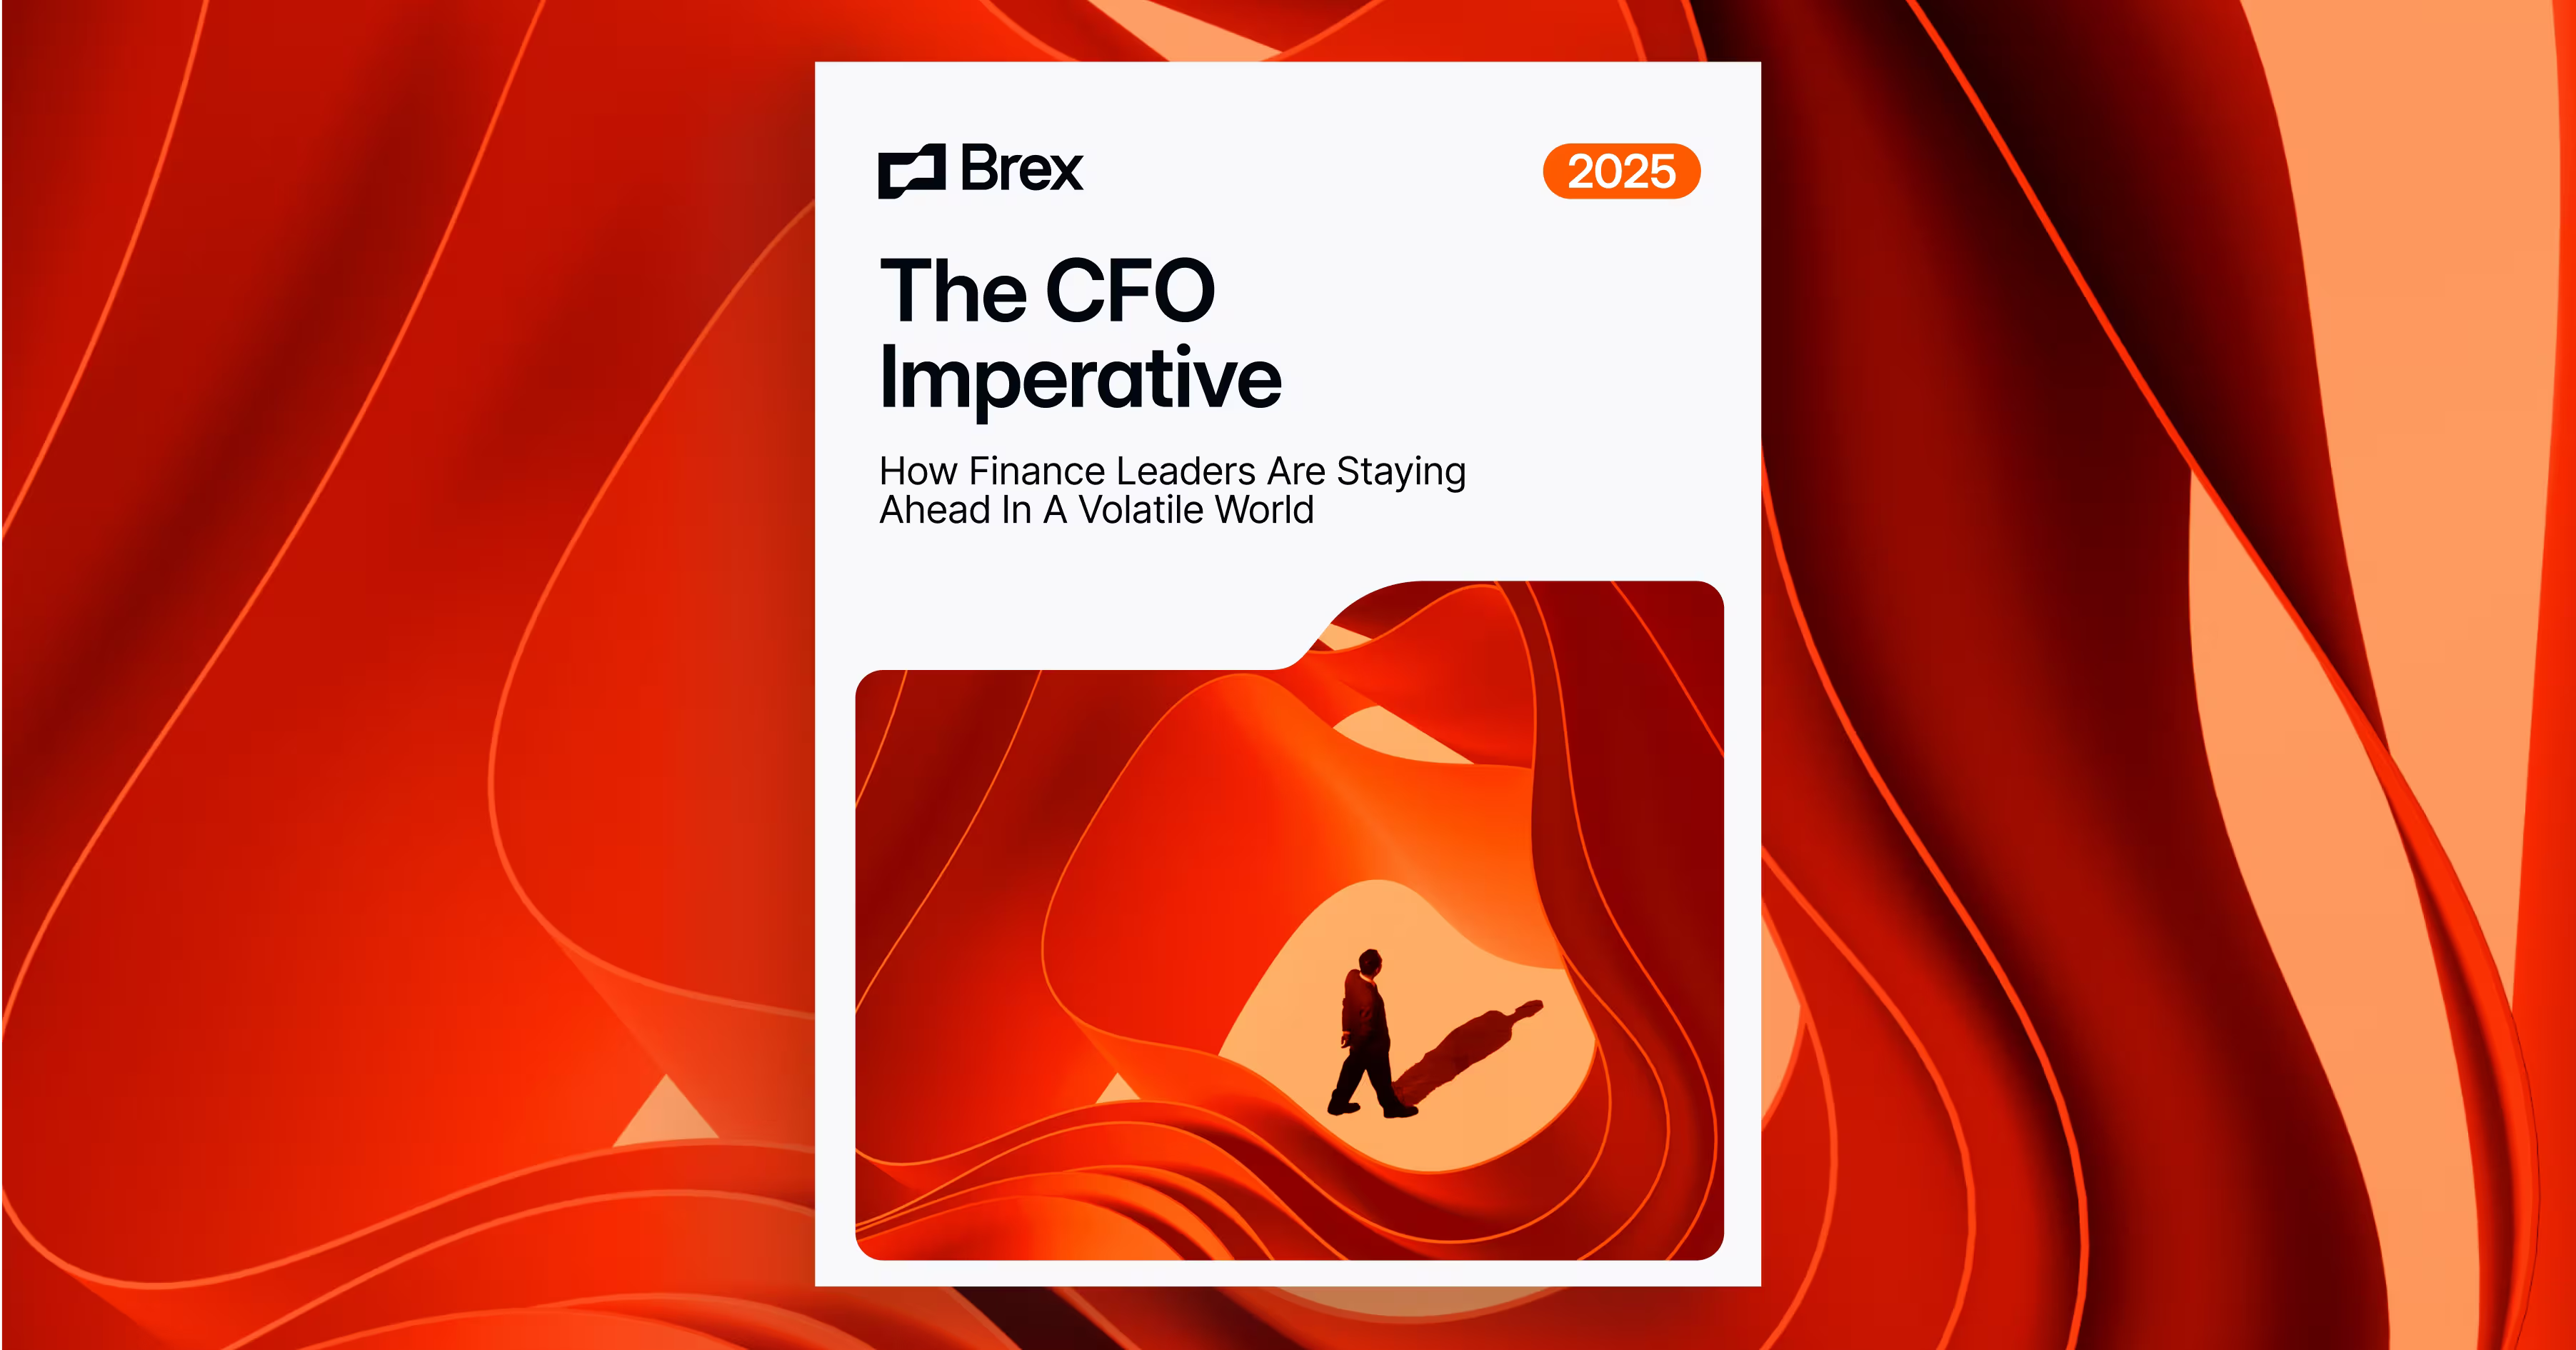 Brex
2025
The CFO
Imperative
How Finance Leaders Are Staying
Ahead In A Volatile World